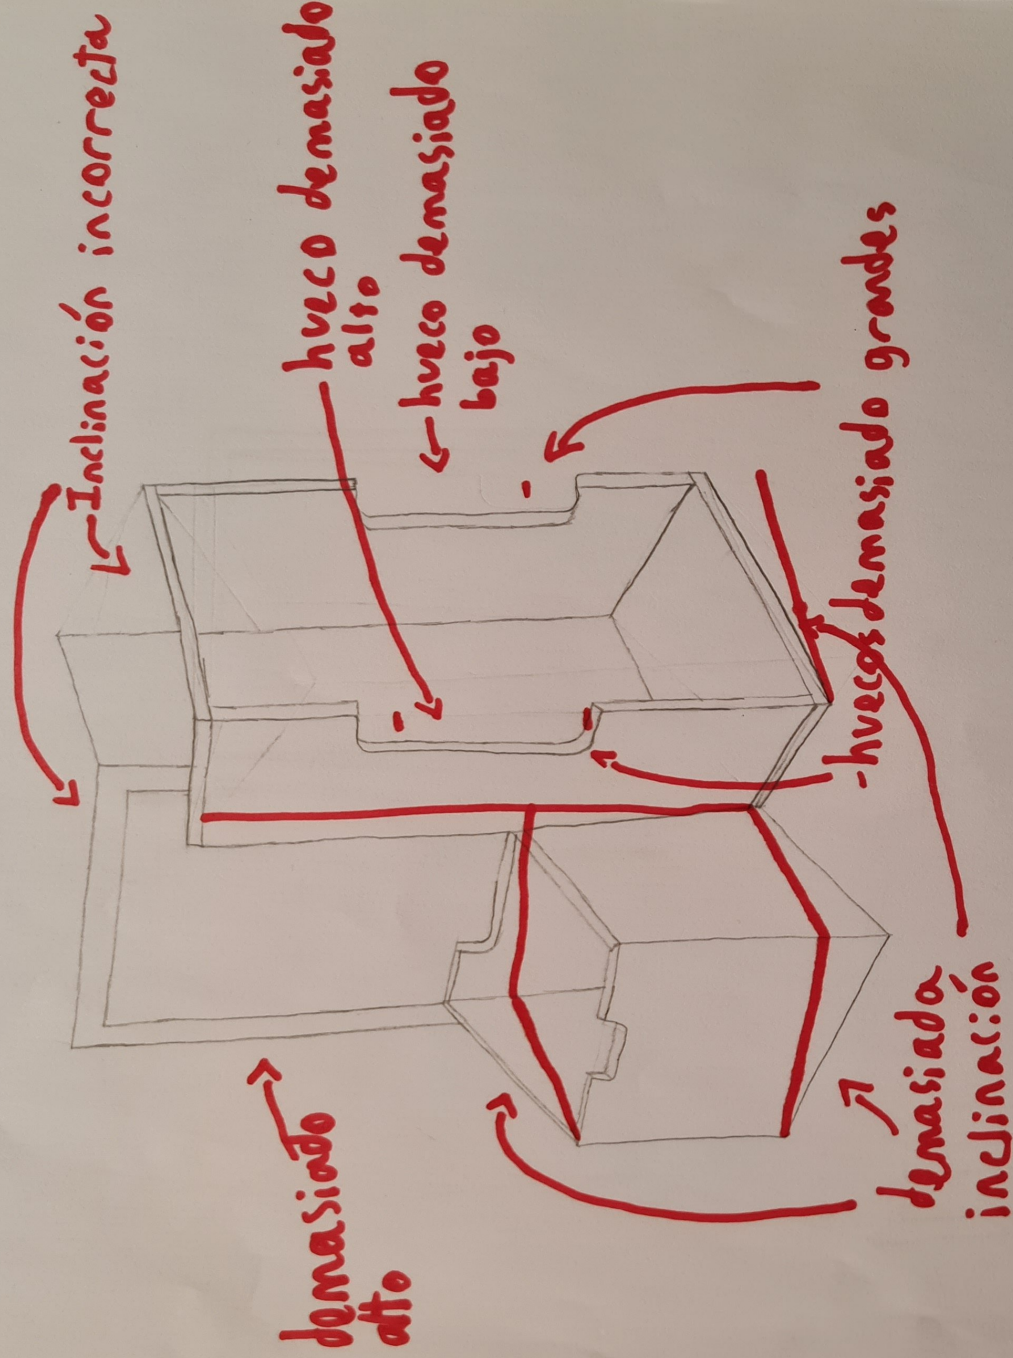 - Inclinación incorrecta
- hueco demasiado
alto
- hueco demasiado
bajo
- huecos demasiado grandes
demasiado
alto
demasiada
inclinación